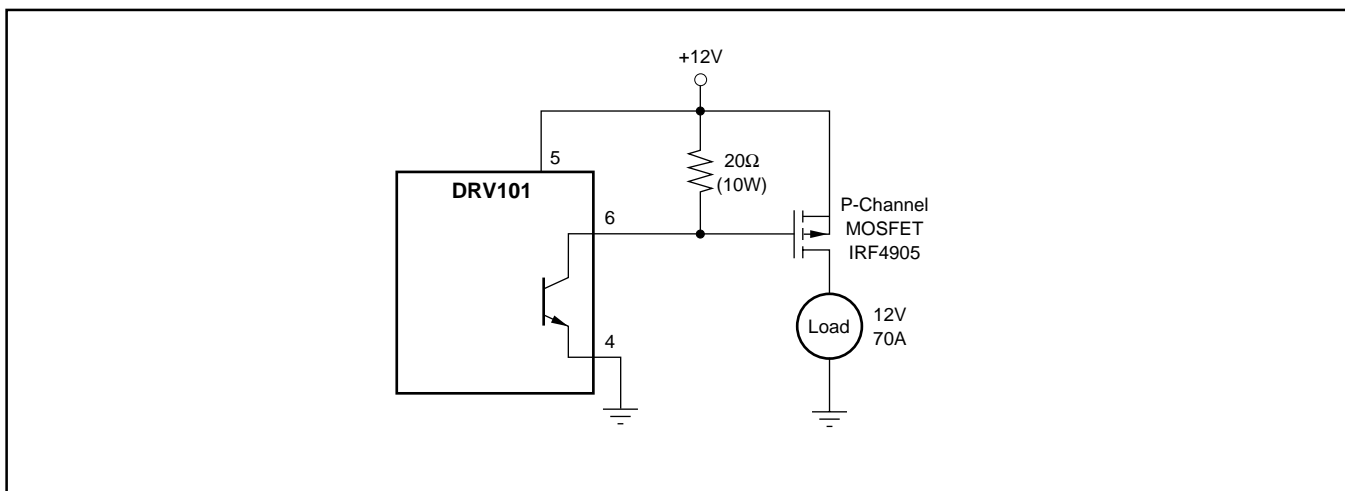 +12V
5
DRV101
20Ω
(10W)
6
P-Channel
MOSFET
IRF4905
4
Load
12V
70A